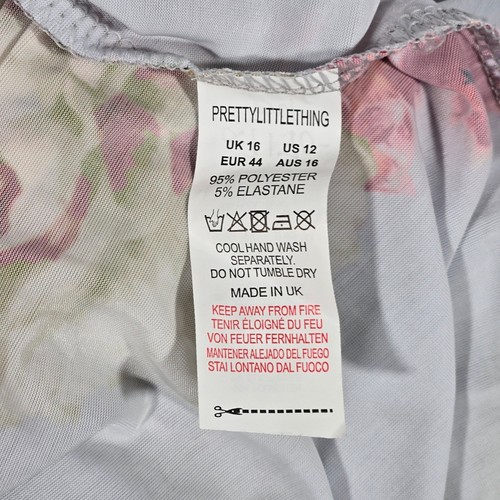 PRETTYLITTLETHING
UK 16 US 12
EUR 44 AUS 16
95% POLYESTER
5% ELASTANE
COOL HAND WASH
SEPARATELY.
DO NOT TUMBLE DRY
MADE IN UK
KEEP AWAY FROM FIRE
TENIR ÉLOIGNÉ DU FEU
VON FEUER FERNHALTEN
MANTENER ALEJADO DEL FUEGO
STAI LONTANO DAL FUOCO